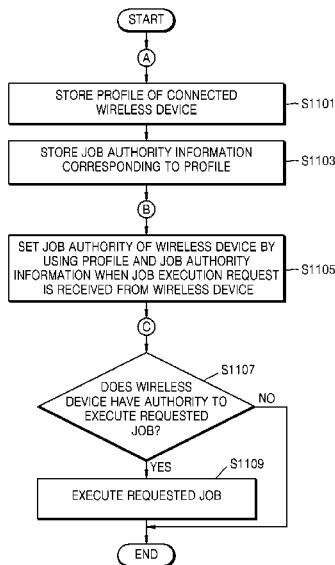 START
A
STORE PROFILE OF CONNECTED
WIRELESS DEVICE
S1101
STORE JOB AUTHORITY INFORMATION
CORRESPONDING TO PROFILE
S1103
B
SET JOB AUTHORITY OF WIRELESS DEVICE BY
USING PROFILE AND JOB AUTHORITY
INFORMATION WHEN JOB EXECUTION REQUEST
IS RECEIVED FROM WIRELESS DEVICE
S1105
C
S1107
DOES WIRELESS
DEVICE HAVE AUTHORITY TO
EXECUTE REQUESTED
JOB?
NO
YES
S1109
EXECUTE REQUESTED JOB
END